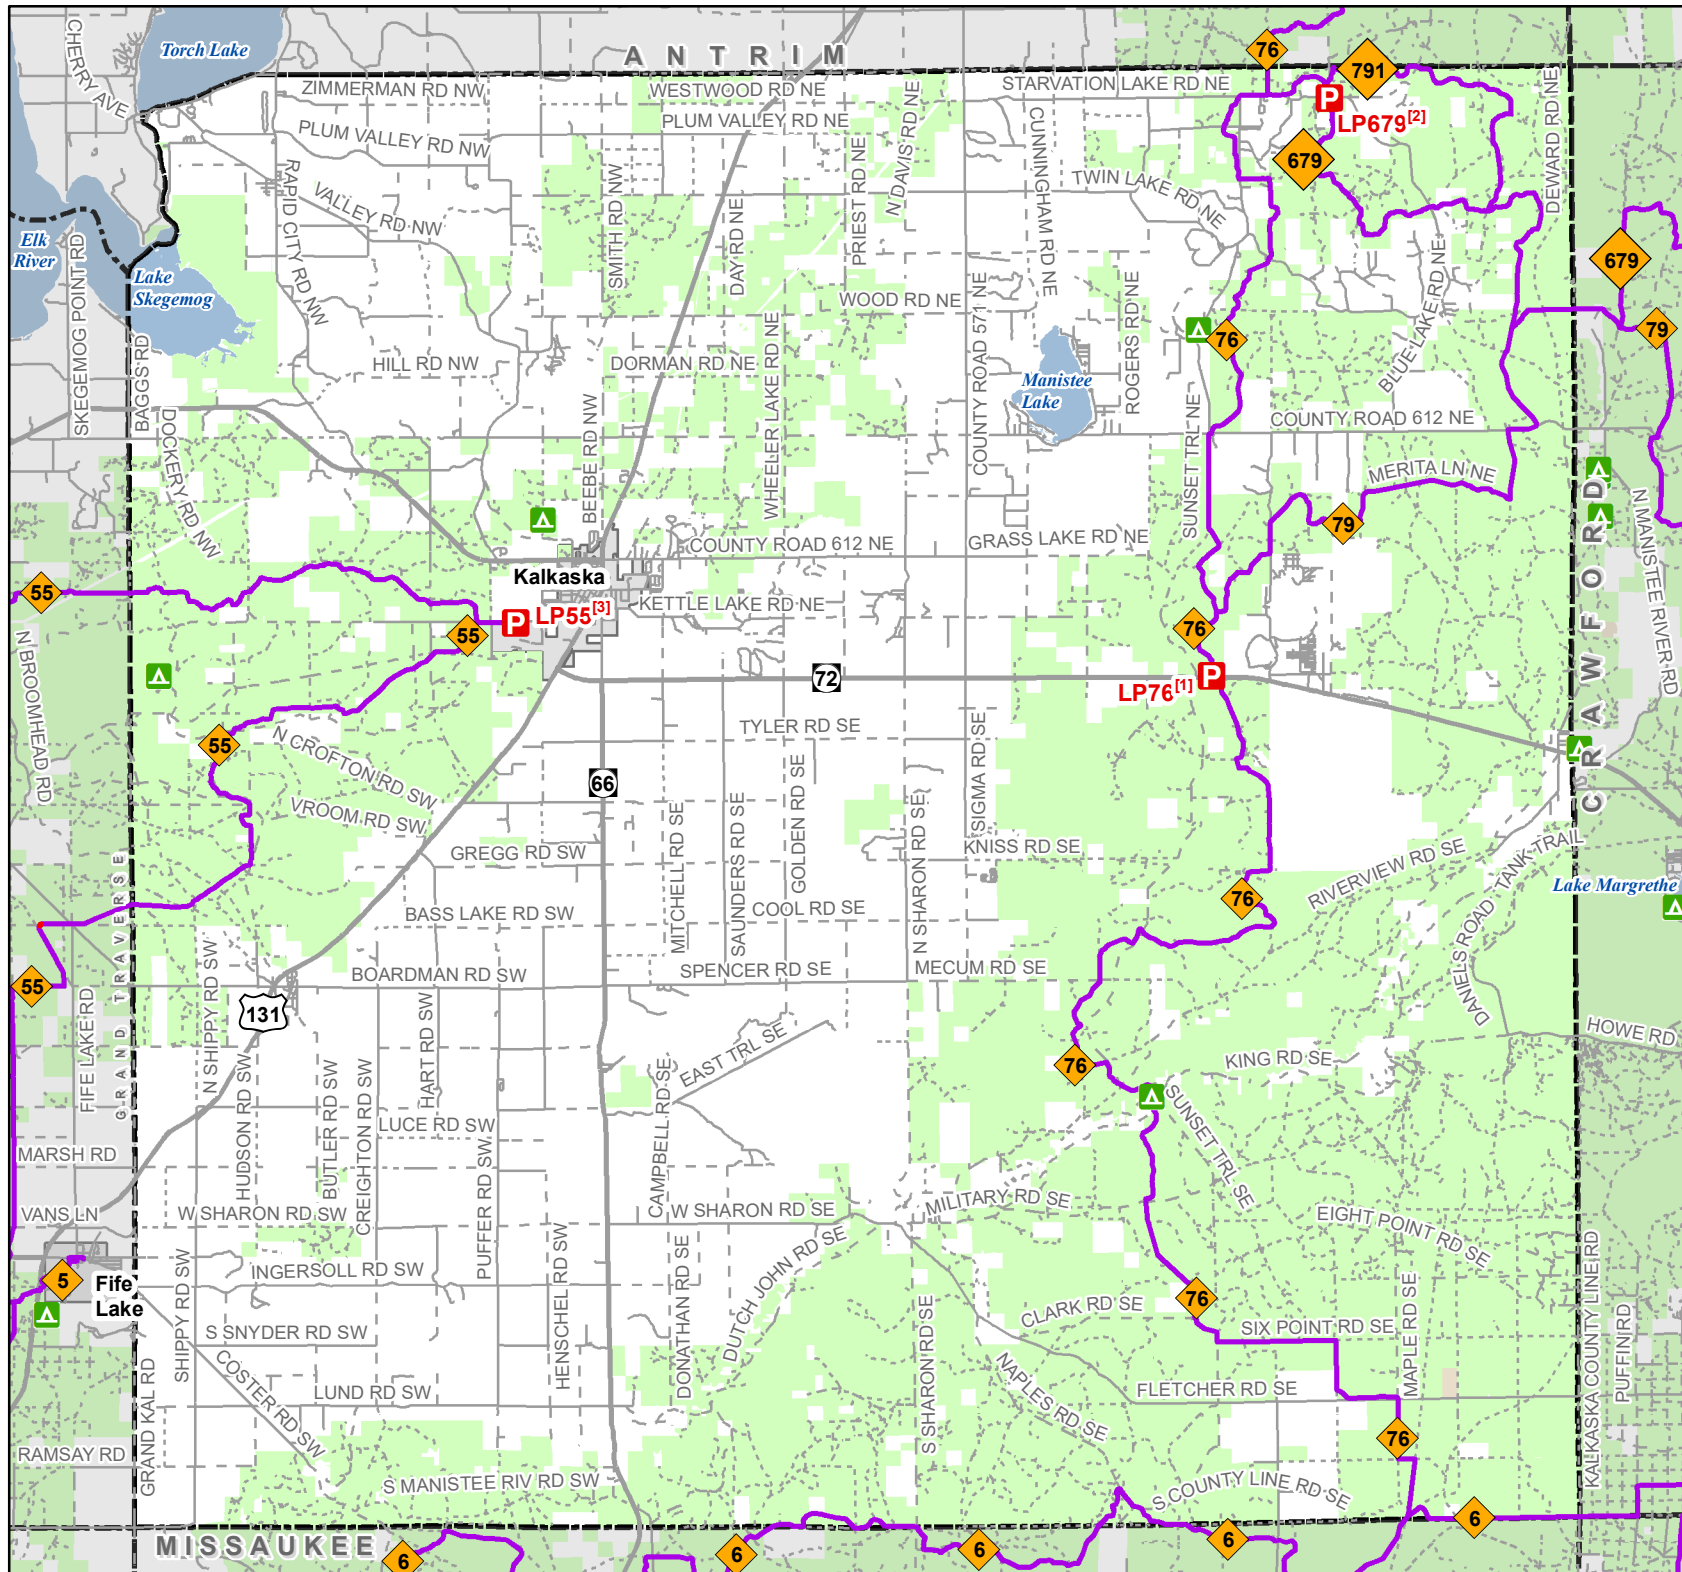 CHERRY AVE
Torch Lake
ANTRIM
76
791
ZIMMERMAN RD NW
WESTWOOD RD NE
STARVATION LAKE RD NE
P
LP679[2]
PLUM VALLEY RD NW
PLUM VALLEY RD NE
N DAVIS RD NE
CUNNINGHAM RD NE
DEWARD RD NE
679
RAPID CITY RD NW
VALLEY RD NW
SMITH RD NW
DAY RD NE
PRIEST RD NE
TWIN LAKE RD NE
Elk
River
SKEGEMOG POINT RD
Lake
Skegemog
WOOD RD NE
COUNTY ROAD 571 NE
ROGERS RD NE
BLUE LAKE RD NE
679
79
76
BAGGS RD
HILL RD NW
DORMAN RD NE
WHEELER LAKE RD NE
Manistee
Lake
SUNSET TRL NE
COUNTY ROAD 612 NE
DOCKERY RD NW
BEEBE RD NW
MERITA LN NE
79
CRAWFORD
N MANISTEE RIVER RD
COUNTY ROAD 612 NE
GRASS LAKE RD NE
Kalkaska
55
P
LP55[3]
KETTLE LAKE RD NE
55
76
N BROOMHEAD RD
72
LP76[1]
P
55
N CROFTON RD SW
TYLER RD SE
SIGMA RD SE
66
VROOM RD SW
MITCHELL RD SE
SAUNDERS RD SE
GOLDEN RD SE
N SHARON RD SE
GREGG RD SW
KNISS RD SE
RIVERVIEW RD SE
DANIELS ROAD TANK TRAIL
Lake Margrethe
GRAND TRAVERSE
BASS LAKE RD SW
COOL RD SE
76
55
N SHIPPY RD SW
BOARDMAN RD SW
SPENCER RD SE
MECUM RD SE
FIFE LAKE RD
131
HART RD SW
EAST TRL SE
76
KING RD SE
HOWE RD
HUDSON RD SW
BUTLER RD SW
CREIGHTON RD SW
LUCE RD SW
PUFFER RD SW
CAMPBELL RD SE
SUNSET TRL SE
MARSH RD
VANS LN
W SHARON RD SW
W SHARON RD SE
MILITARY RD SE
EIGHT POINT RD SE
5
Fife
Lake
SHIPPY RD SW
INGERSOLL RD SW
HENSCHEL RD SW
DONATHAN RD SE
DUTCH JOHN RD SE
S SHARON RD SE
76
CLARK RD SE
SIX POINT RD SE
MAPLE RD SE
KALKASKA COUNTY LINE RD
PUFFIN RD
S SNYDER RD SW
COSTER RD SW
LUND RD SW
NAPLES RD SE
FLETCHER RD SE
GRAND KAL RD
RAMSAY RD
76
S MANISTEE RIV RD SW
S COUNTY LINE RD SE
MISSAUKEE
6
6
6
6
6